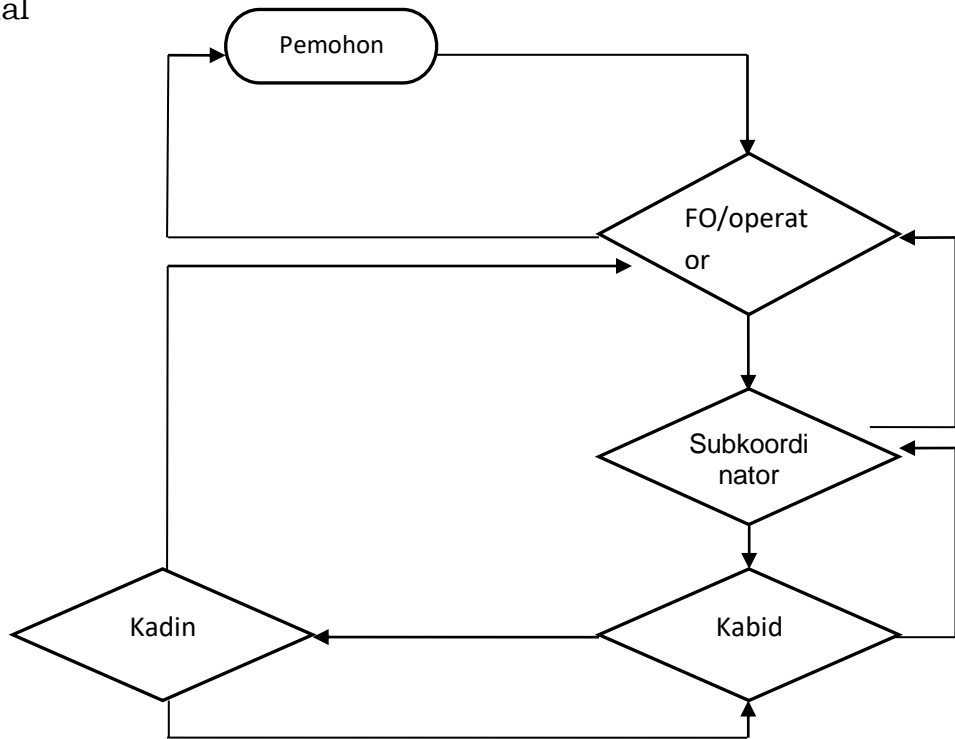 al
Pemohon
FO/operat
or
Subkoordi
nator
Kadin
Kabid